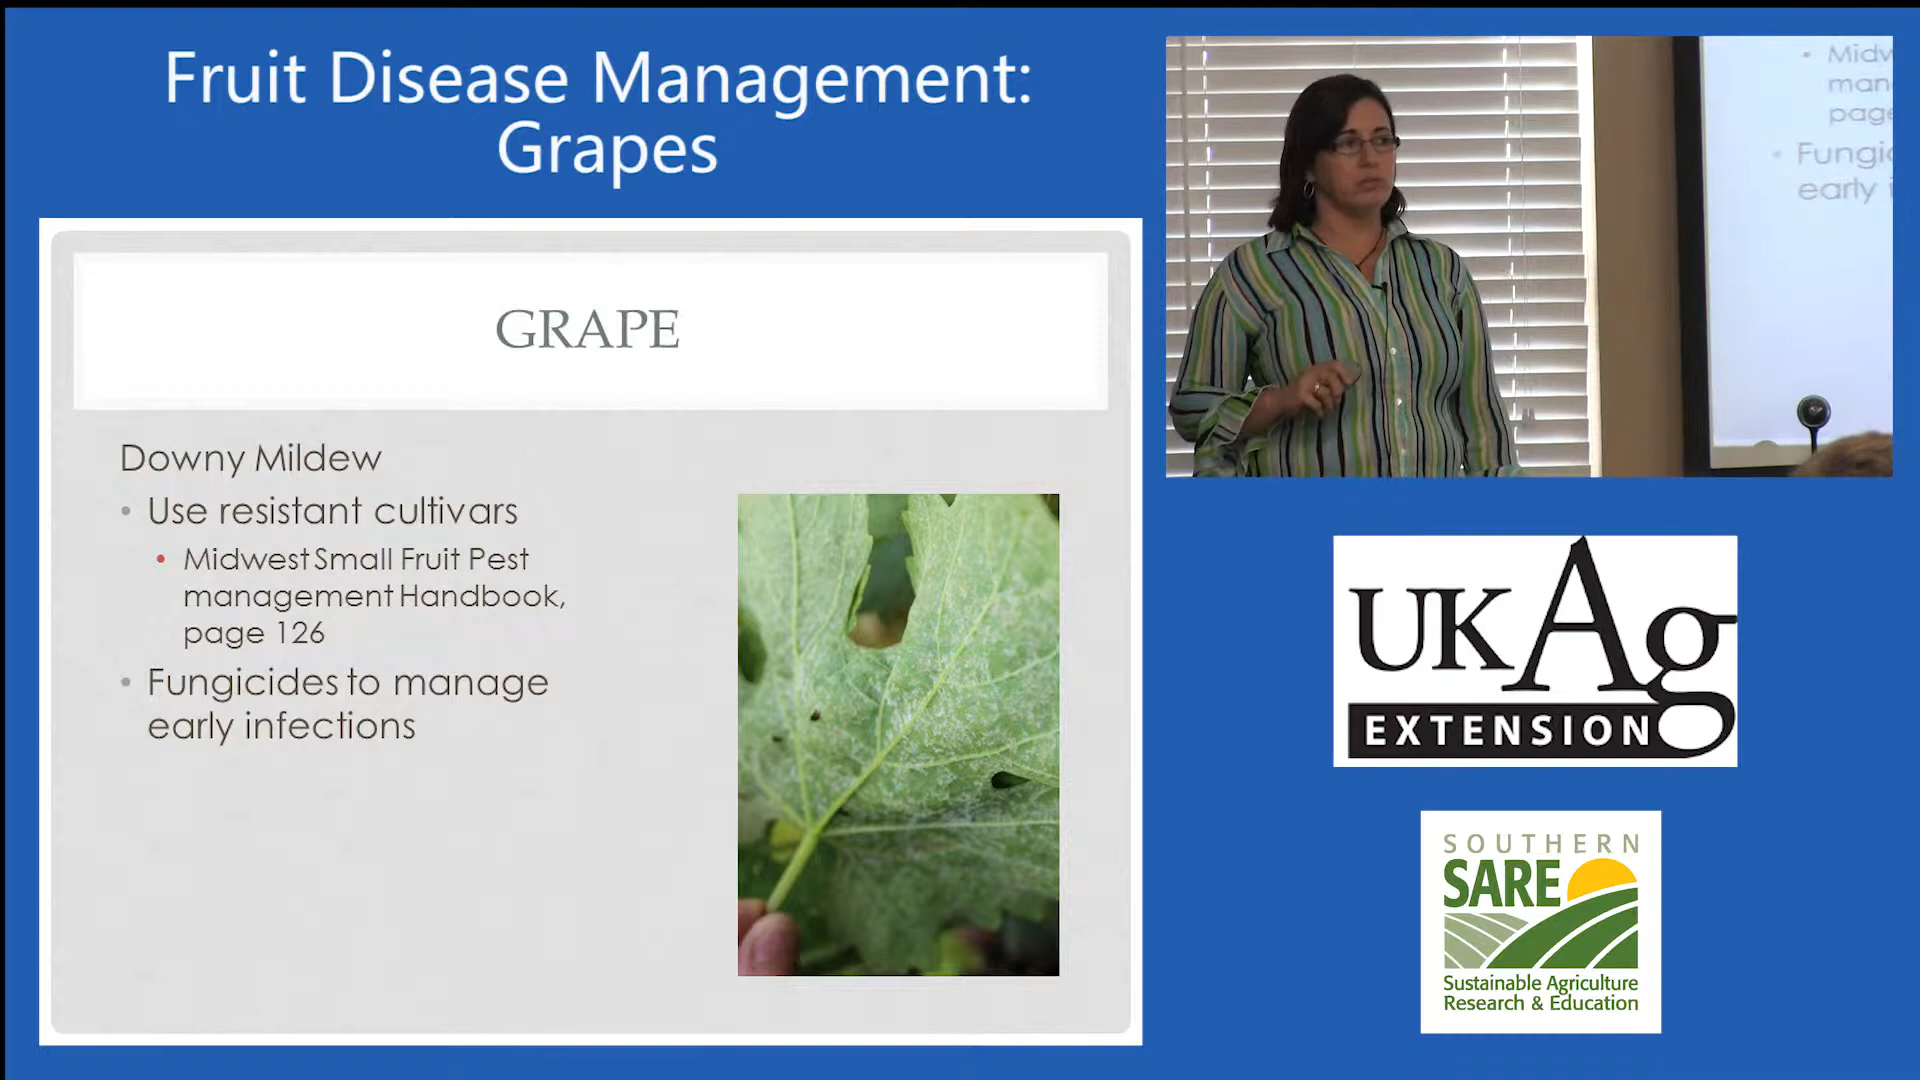 Fruit Disease Management:
Grapes
GRAPE
Downy Mildew
• Use resistant cultivars
• Midwest Small Fruit Pest
management Handbook,
page 126
• Fungicides to manage
early infections
• Midw
man
page
• Fungi
early i
UKAg
EXTENSION
SOUTHERN
SARE
Sustainable Agriculture
Research & Education